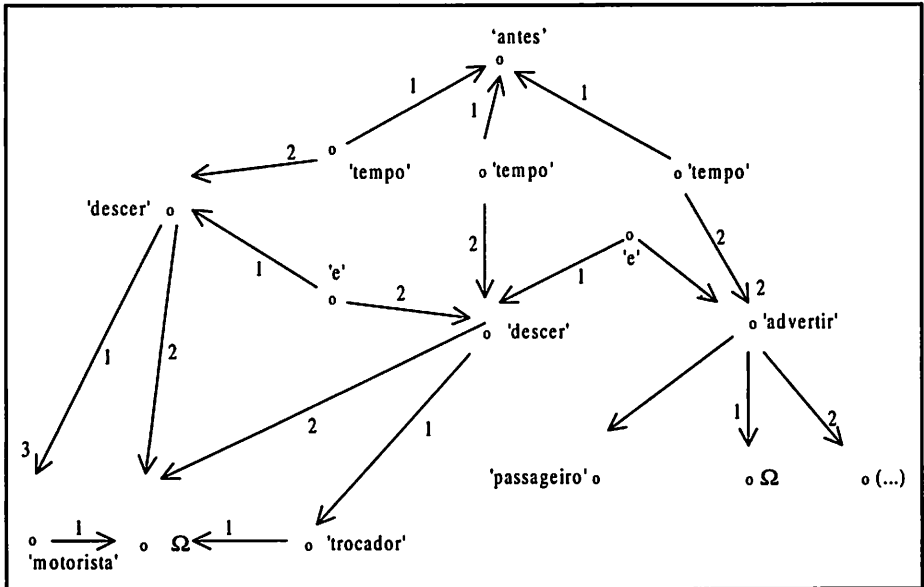 'antes'
1
1
1
2
'tempo'
'tempo'
'tempo'
'descer'
1
'e'
2
2
1
'e'
2
2
'descer'
'advertir'
1
2
2
1
1
2
3
'passageiro'
Ω
(...)
1
Ω
1
'trocador'
'motorista'